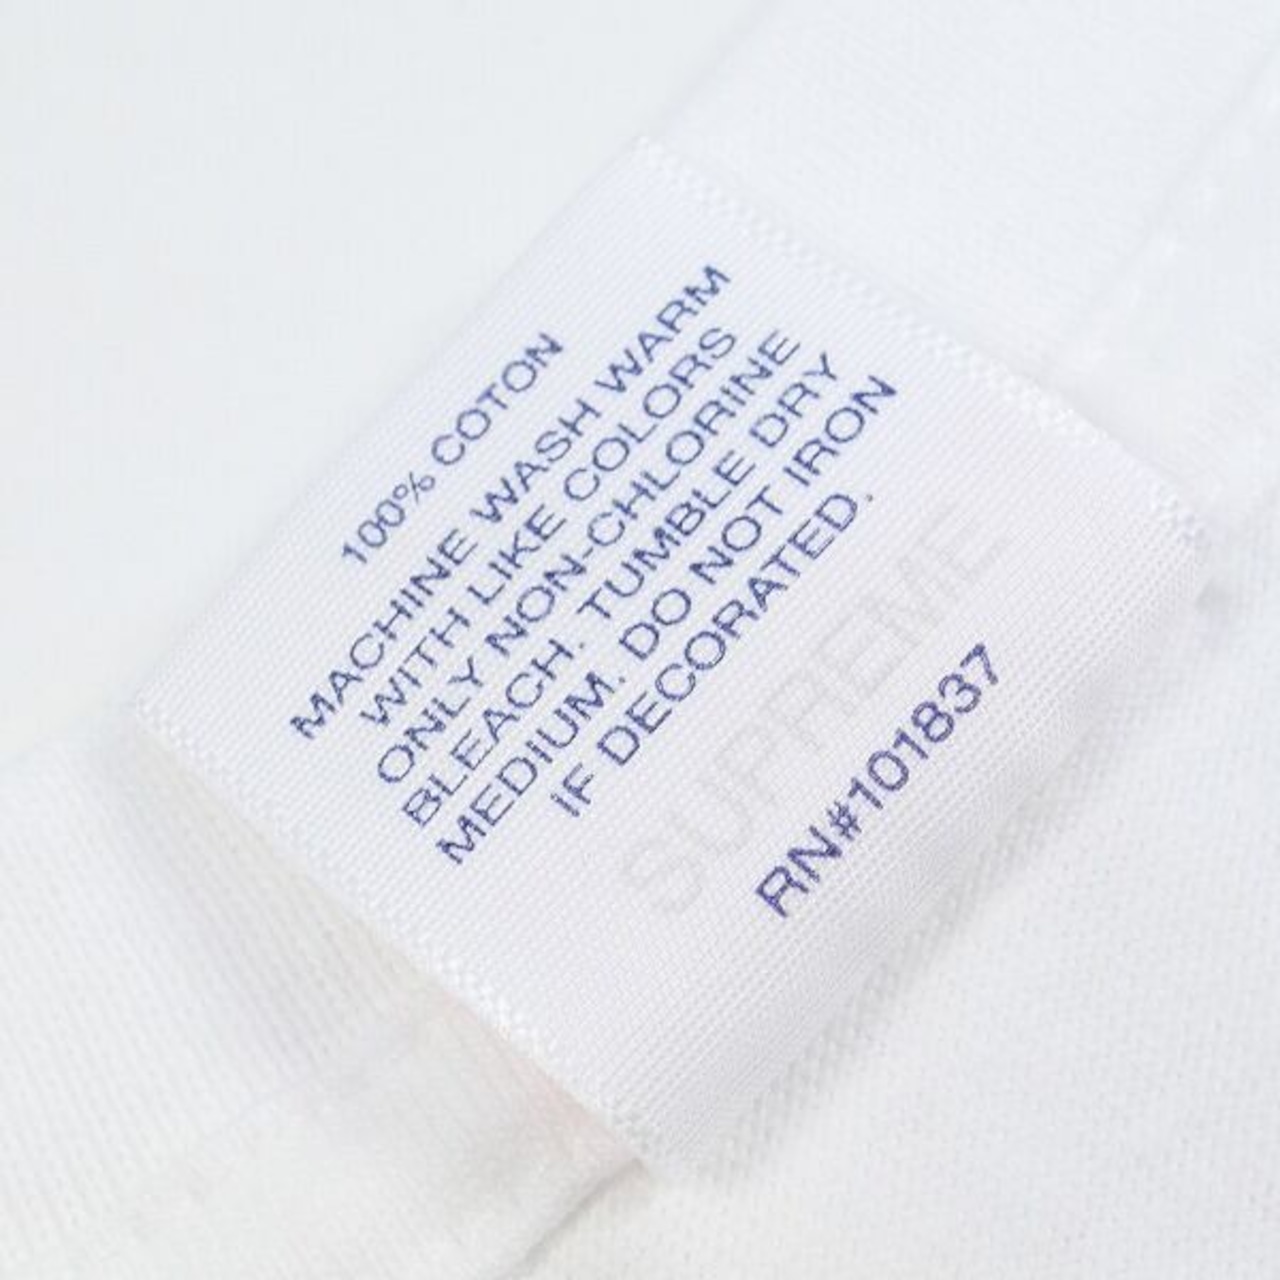 100% COTON
MACHINE WASH WARM
WITH LIKE COLORS
ONLY NON-CHLORINE
BLEACH. TUMBLE DRY
MEDIUM. DO NOT IRON
IF DECORATED.
SUPREME
RN#101837